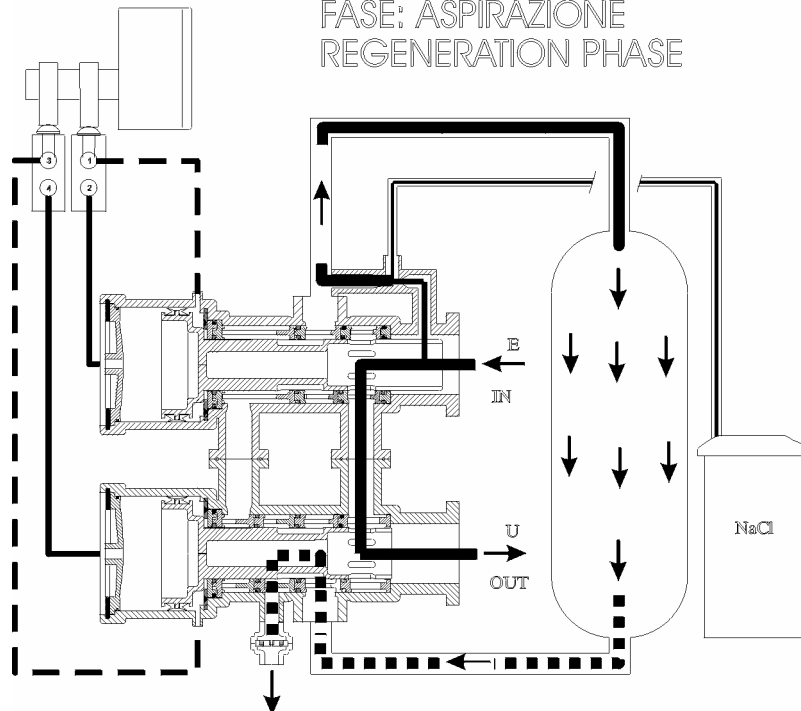 FASE: ASPIRAZIONE
REGENERATION PHASE
3
1
4
2
E
IN
U
OUT
NaCl